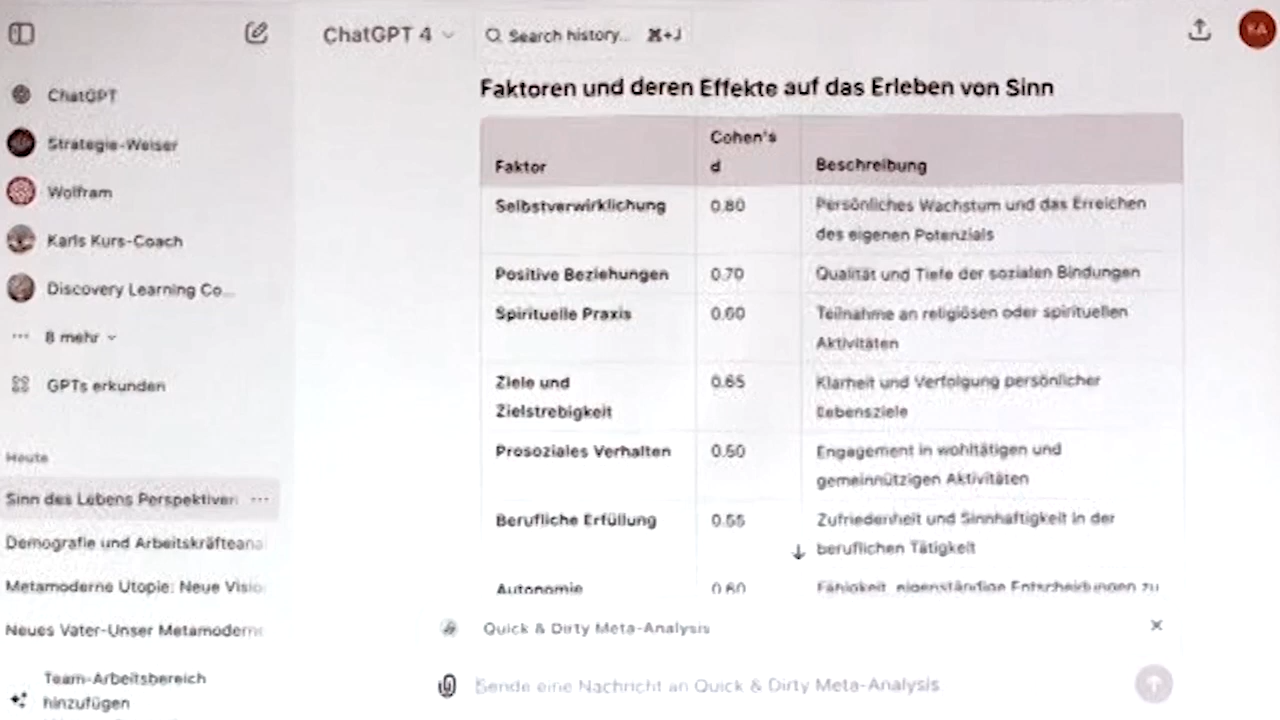 ChatGPT 4
Search history... ⌘+J
KA
ChatGPT
Strategie-Weiser
Wolfram
Karls Kurs-Coach
Discovery Learning Co...
8 mehr
GPTs erkunden
Heute
Sinn des Lebens Perspektiven
Demografie und Arbeitskräfteana
Metamoderne Utopie: Neue Visio
Neues Vater-Unser Metamoderne
Team-Arbeitsbereich
hinzufügen
Faktoren und deren Effekte auf das Erleben von Sinn
Faktor Cohen's d Beschreibung
Selbstverwirklichung 0.80 Persönliches Wachstum und das Erreichen
des eigenen Potenzials
Positive Beziehungen 0.70 Qualität und Tiefe der sozialen Bindungen
Spirituelle Praxis 0.60 Teilnahme an religiösen oder spirituellen
Aktivitäten
Ziele und 0.65 Klarheit und Verfolgung persönlicher
Zielstrebigkeit Lebensziele
Prosoziales Verhalten 0.50 Engagement in wohltätigen und
gemeinnützigen Aktivitäten
Berufliche Erfüllung 0.55 Zufriedenheit und Sinnhaftigkeit in der
beruflichen Tätigkeit
Autonomie Fähigkeit, eigenständige Entscheidungen zu
Quick & Dirty Meta-Analysis
Sende eine Nachricht an Quick & Dirty Meta-Analysis